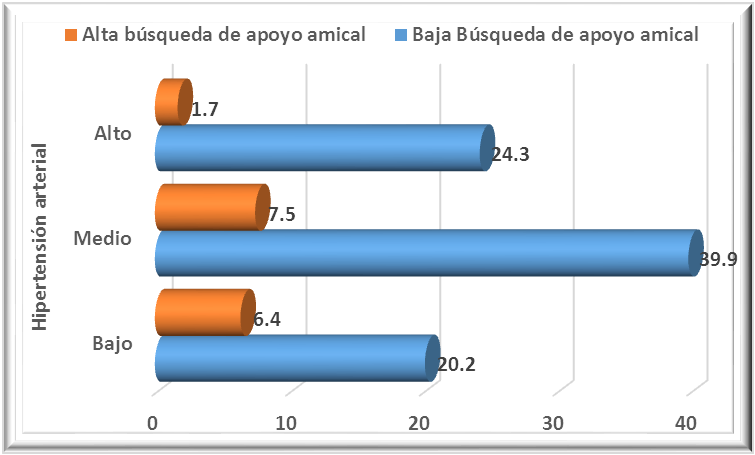 Alta búsqueda de apoyo amical
Baja Búsqueda de apoyo amical
Hipertensión arterial
Alto
1.7
24.3
Medio
7.5
39.9
Bajo
6.4
20.2
0 10 20 30 40